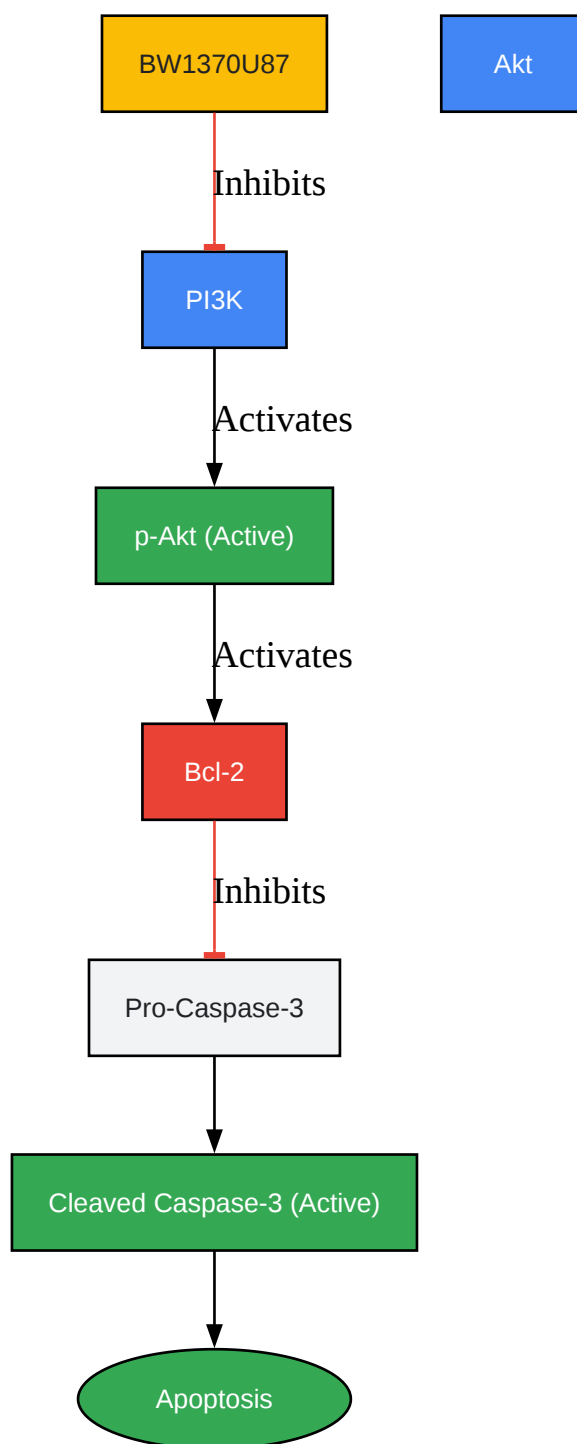 BW1370U87
Akt
Inhibits
PI3K
Activates
p-Akt (Active)
Activates
Bcl-2
Inhibits
Pro-Caspase-3
Cleaved Caspase-3 (Active)
Apoptosis